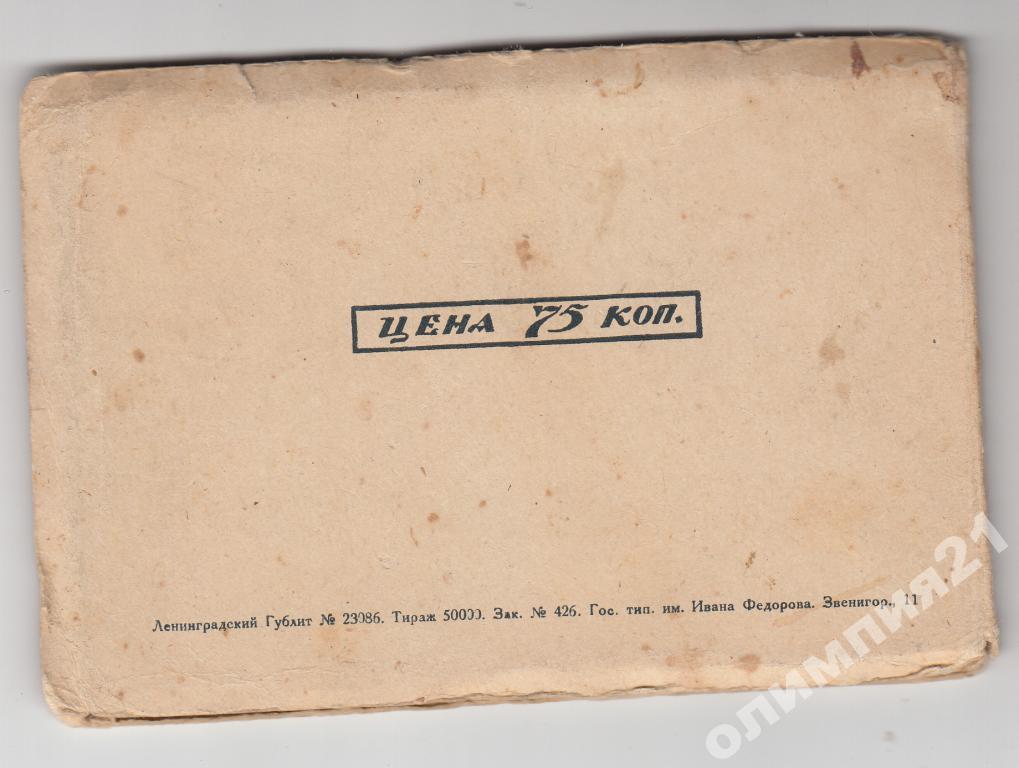 ЦЕНА 75 КОП.
Ленинградский Гублит № 23086. Тираж 50000. Зак. № 426. Гос. тип. им. Ивана Федорова. Звенигор., 11
олимпия21